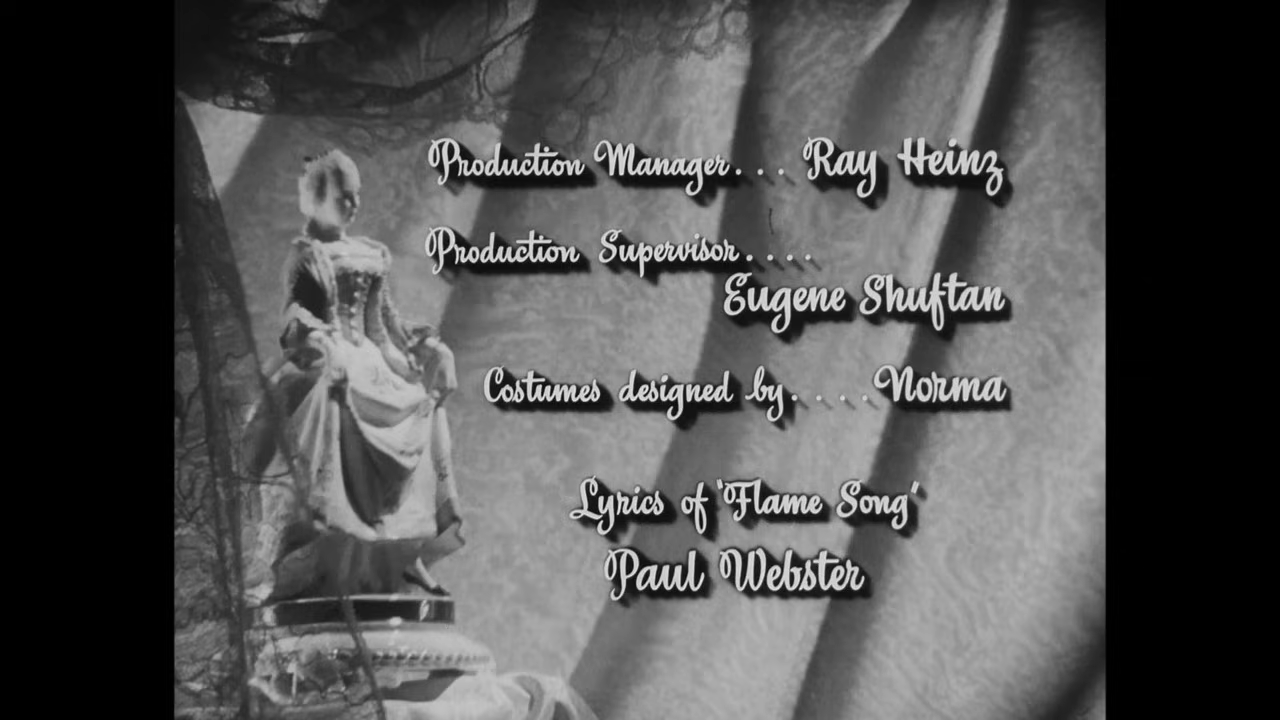 Production Manager... Ray Heinz
Production Supervisor....
Eugene Shuftan
Costumes designed by.... Norma
Lyrics of "Flame Song"
Paul Webster